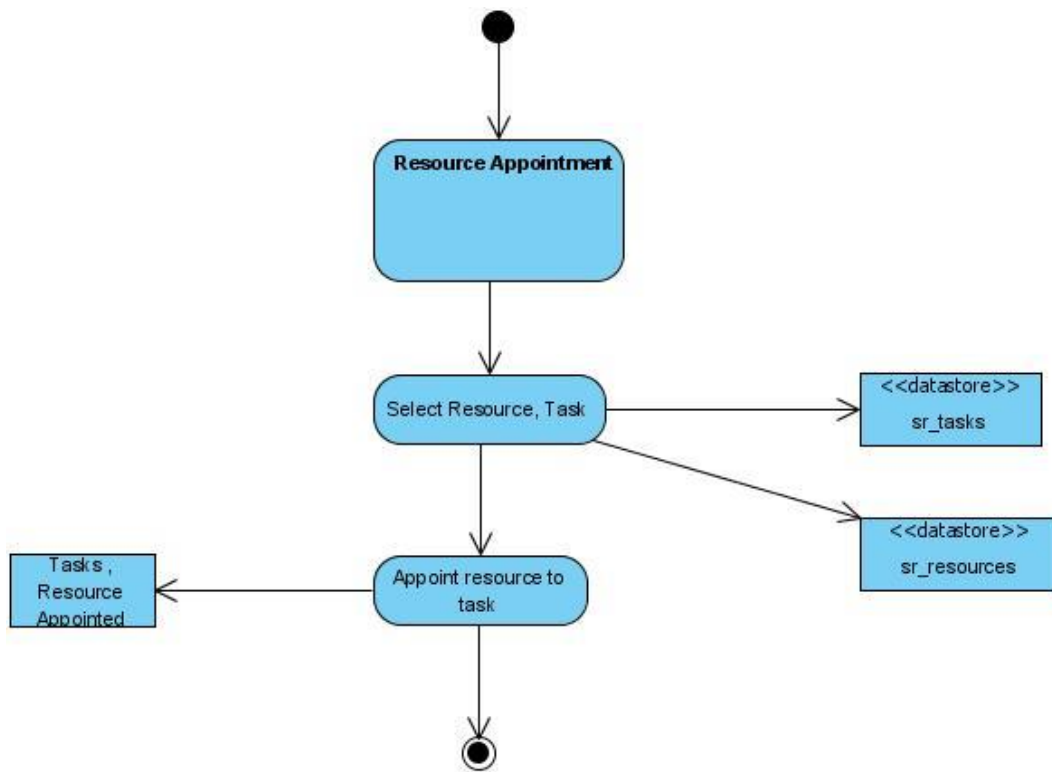 Resource Appointment
Select Resource, Task
<<datastore>>
sr_tasks
<<datastore>>
sr_resources
Tasks ,
Resource
Appointed
Appoint resource to
task